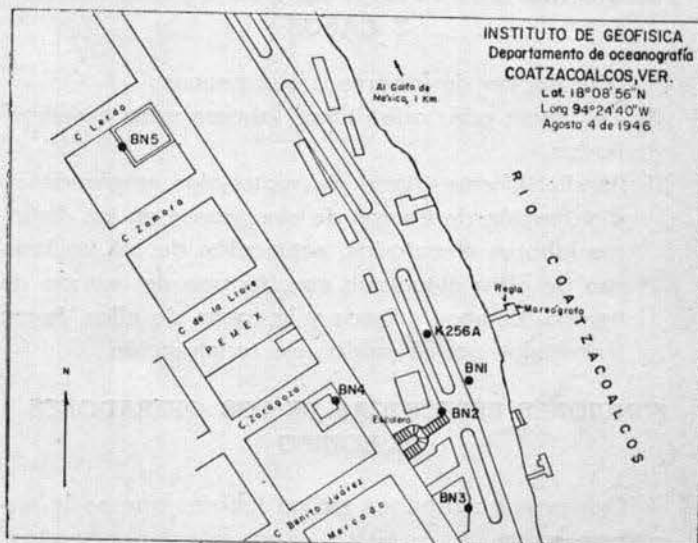 INSTITUTO DE GEOFISICA
Departamento de oceanografía
COATZACOALCOS, VER.
Lat. 18°08'56"N
Long 94°24'40"W
Agosto 4 de 1946
Al Golfo de
México, 1 Km.
C. Lerdo
BN5
C. Zamora
C. de la Llave
PEMEX
RÍO COATZACOALCOS
Regla
Mareógrafo
K256A
BN1
N
C. Zaragoza
BN4
BN2
Escalera
BN3
C. Benito Juárez
Mercado